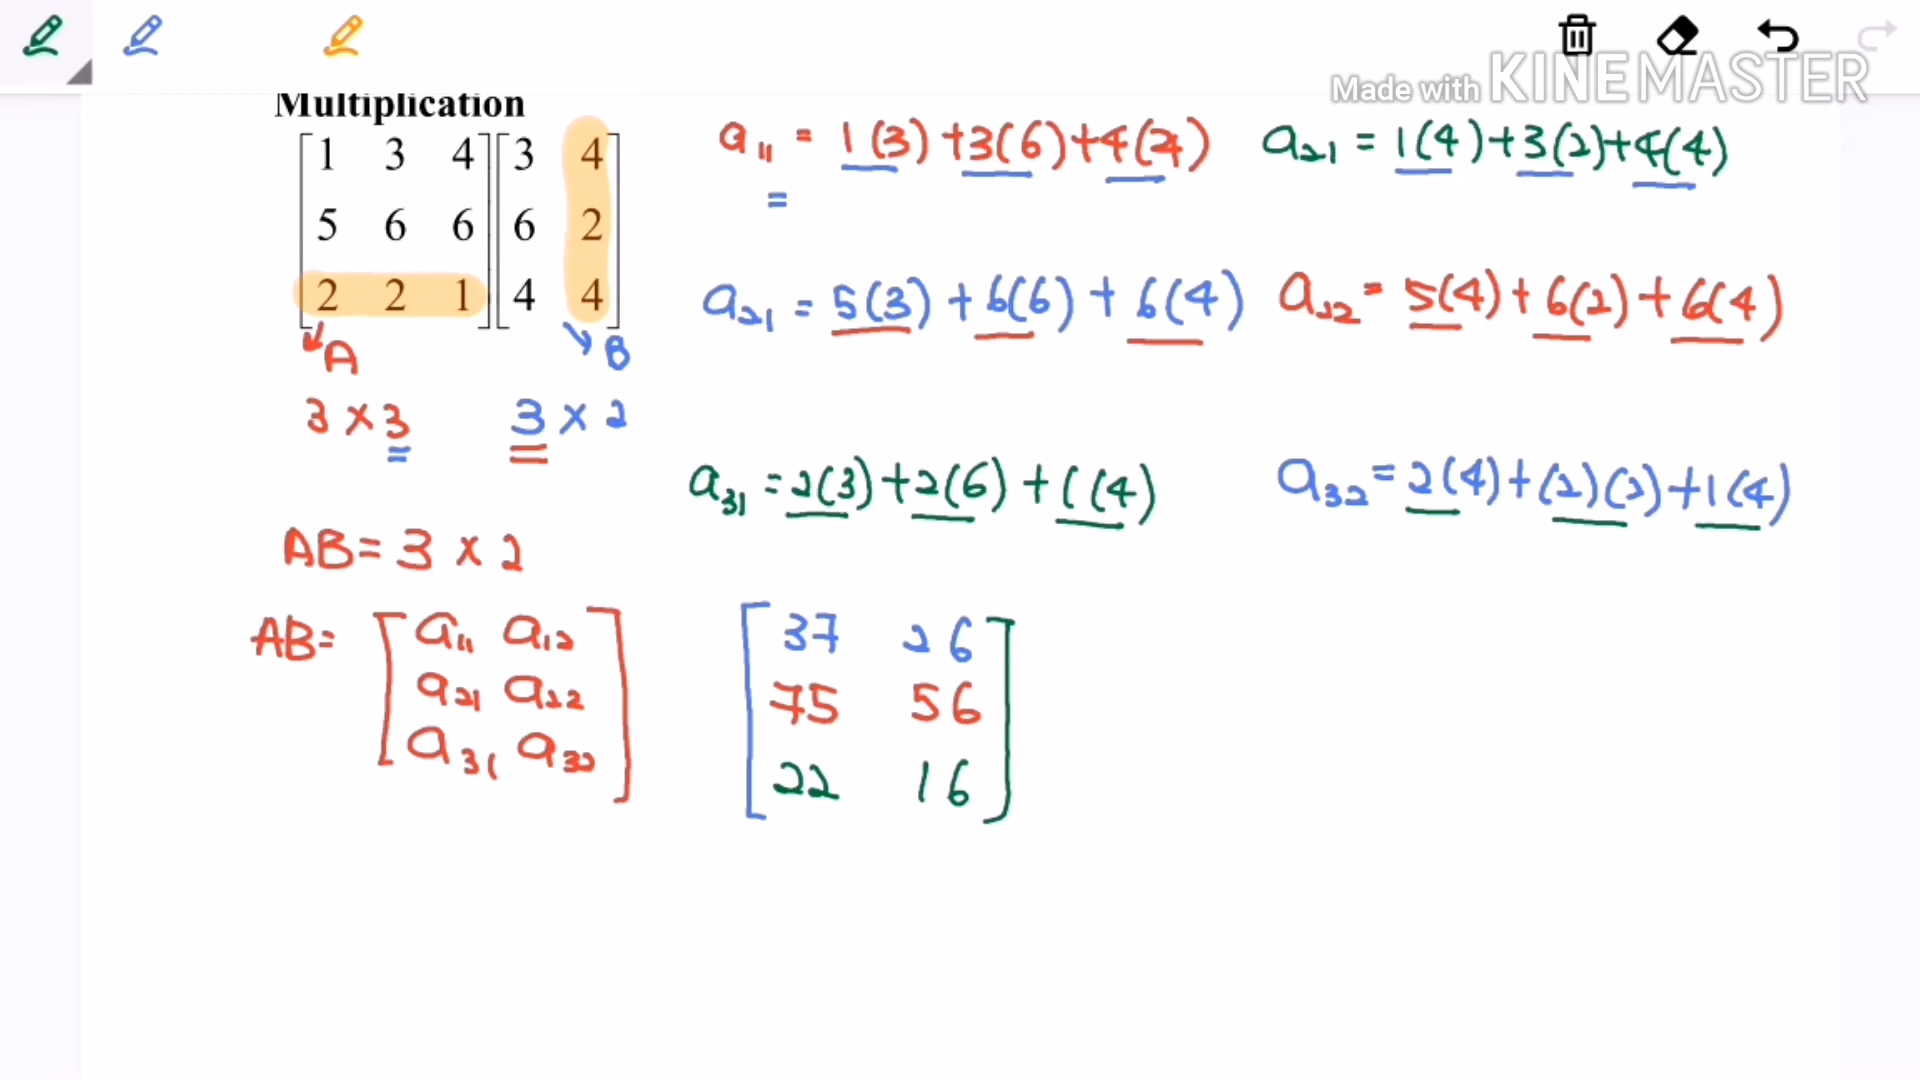 Made with KINEMASTER
Multiplication
[1 3 4] [3 4]
[5 6 6] [6 2]
[2 2 1] [4 4]
A B
3 × 3 3 × 2
AB = 3 × 2
AB = [a11 a12]
[a21 a22]
[a31 a32]
a11 = 1(3) + 3(6) + 4(4)
=
a21 = 1(4) + 3(2) + 4(4)
a21 = 5(3) + 6(6) + 6(4)
a22 = 5(4) + 6(2) + 6(4)
a31 = 2(3) + 2(6) + 1(4)
a32 = 2(4) + (2)(2) + 1(4)
[37 26]
[75 56]
[22 16]